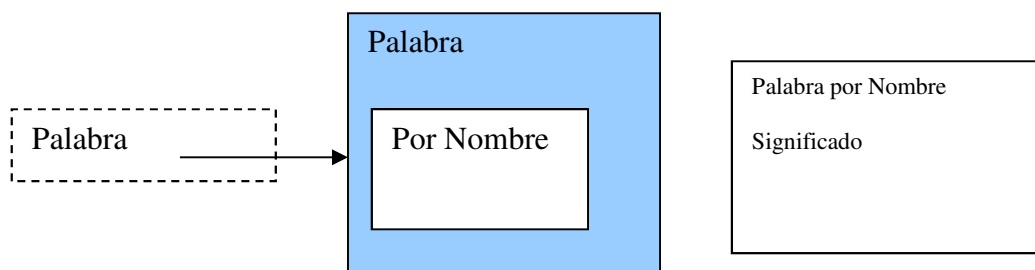 Palabra
Palabra
Por Nombre
Palabra por Nombre
Significado